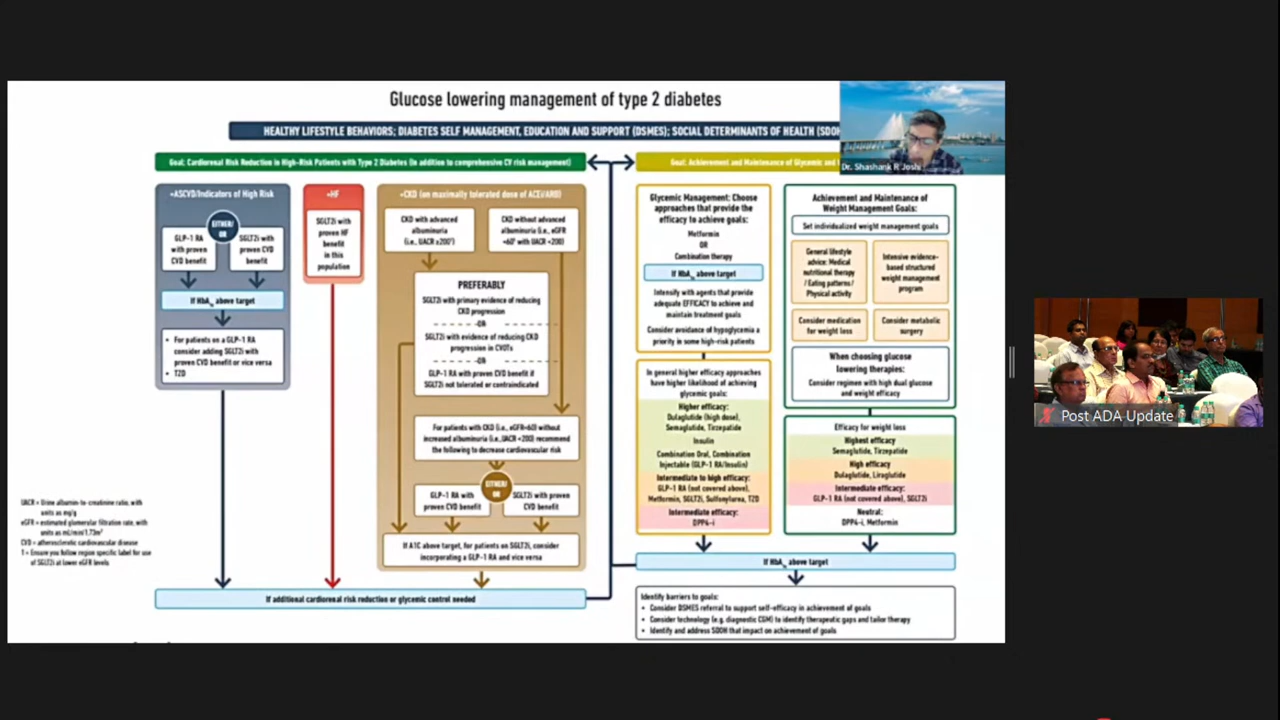 Glucose lowering management of type 2 diabetes
HEALTHY LIFESTYLE BEHAVIORS; DIABETES SELF MANAGEMENT, EDUCATION AND SUPPORT (DSMES); SOCIAL DETERMINANTS OF HEALTH (SDOH
Dr. Shashank R Joshi
Goal: Cardiorenal Risk Reduction in High-Risk Patients with Type 2 Diabetes (in addition to comprehensive CV risk management)
+ASCVD/Indicators of High Risk
EITHER/
OR
GLP-1 RA
with proven
CVD benefit
SGLT2i with
proven CVD
benefit
If HbA1c above target
• For patients on a GLP-1 RA
consider adding SGLT2i with
proven CVD benefit or vice versa
• TZD
+HF
SGLT2i with
proven HF
benefit
in this
population
+CKD (on maximally tolerated dose of ACEi/ARB)
CKD with advanced
albuminuria
(i.e., UACR ≥200†)
CKD without advanced
albuminuria (i.e., eGFR
<60† with UACR <200)
PREFERABLY
SGLT2i with primary evidence of reducing
CKD progression
-OR-
SGLT2i with evidence of reducing CKD
progression in CVOTs
-OR-
GLP-1 RA with proven CVD benefit if
SGLT2i not tolerated or contraindicated
For patients with CKD (i.e., eGFR<60) without
increased albuminuria (i.e., UACR <200) recommend
the following to decrease cardiovascular risk
EITHER/
OR
GLP-1 RA with
proven CVD benefit
SGLT2i with proven
CVD benefit
If A1C above target, for patients on SGLT2i, consider
incorporating a GLP-1 RA and vice versa
If additional cardiorenal risk reduction or glycemic control needed
UACR = Urine albumin-to-creatinine ratio, with
units as mg/g
eGFR = estimated glomerular filtration rate, with
units as mL/min/1.73m²
CVD = atherosclerotic cardiovascular disease
† = Ensure you follow region specific label for use
of SGLT2i at lower eGFR levels
Goal: Achievement and Maintenance of Glycemic and
Glycemic Management: Choose
approaches that provide the
efficacy to achieve goals:
Metformin
OR
Combination therapy
If HbA1c above target
Intensify with agents that provide
adequate EFFICACY to achieve and
maintain treatment goals
Consider avoidance of hypoglycemia a
priority in some high-risk patients
In general higher efficacy approaches
have higher likelihood of achieving
glycemic goals:
Higher efficacy:
Dulaglutide (high dose),
Semaglutide, Tirzepatide
Insulin
Combination Oral, Combination
Injectable (GLP-1 RA/Insulin)
Intermediate to high efficacy:
GLP-1 RA (not covered above),
Metformin, SGLT2i, Sulfonylurea, TZD
Intermediate efficacy:
DPP4-i
Achievement and Maintenance of
Weight Management Goals:
Set individualized weight management goals
General lifestyle
advice: Medical
nutritional therapy
/ Eating patterns /
Physical activity
Intensive evidence-
based structured
weight management
program
Consider medication
for weight loss
Consider metabolic
surgery
When choosing glucose
lowering therapies:
Consider regimen with high dual glucose
and weight efficacy
Efficacy for weight loss
Highest efficacy
Semaglutide, Tirzepatide
High efficacy
Dulaglutide, Liraglutide
Intermediate efficacy:
GLP-1 RA (not covered above), SGLT2i
Neutral:
DPP4-i, Metformin
If HbA1c above target
Identify barriers to goals:
• Consider DSMES referral to support self-efficacy in achievement of goals
• Consider technology (e.g. diagnostic CGM) to identify therapeutic gaps and tailor therapy
• Identify and address SDOH that impact on achievement of goals
Post ADA Update